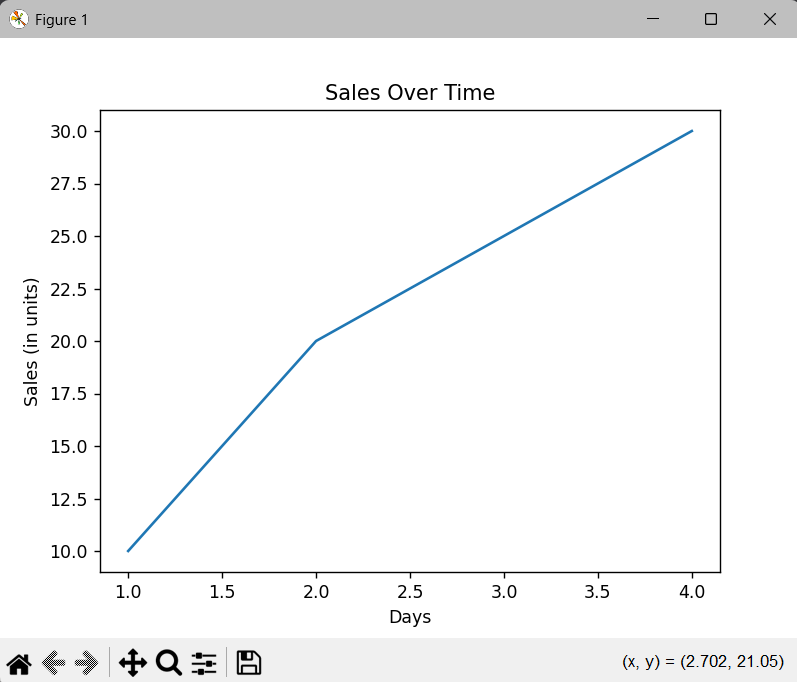 Figure 1
Sales Over Time
30.0
27.5
25.0
22.5
20.0
17.5
15.0
12.5
10.0
Sales (in units)
1.0 1.5 2.0 2.5 3.0 3.5 4.0
Days
(x, y) = (2.702, 21.05)